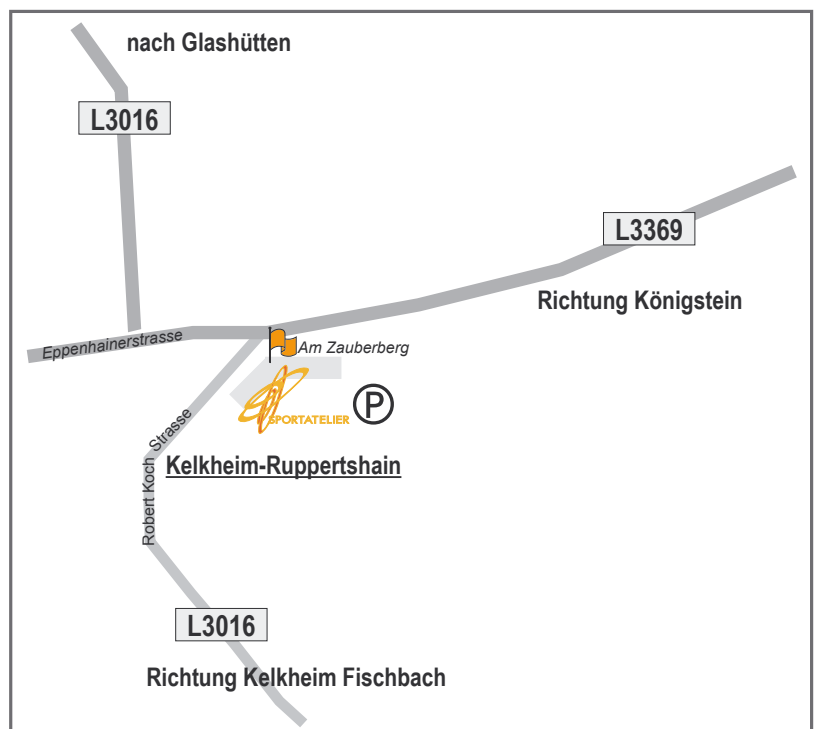 nach Glashütten
L3016
L3369
Richtung Königstein
Eppenhainerstrasse
Am Zauberberg
SPORTATELIER
P
Robert Koch Strasse
Kelkheim-Ruppertshain
L3016
Richtung Kelkheim Fischbach